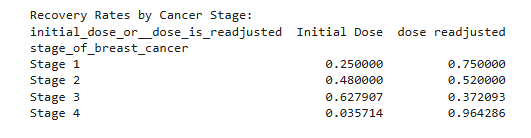 Recovery Rates by Cancer Stage:
initial_dose_or__dose_is_readjusted  Initial Dose  dose readjusted
stage_of_breast_cancer
Stage 1                                  0.250000         0.750000
Stage 2                                  0.480000         0.520000
Stage 3                                  0.627907         0.372093
Stage 4                                  0.035714         0.964286